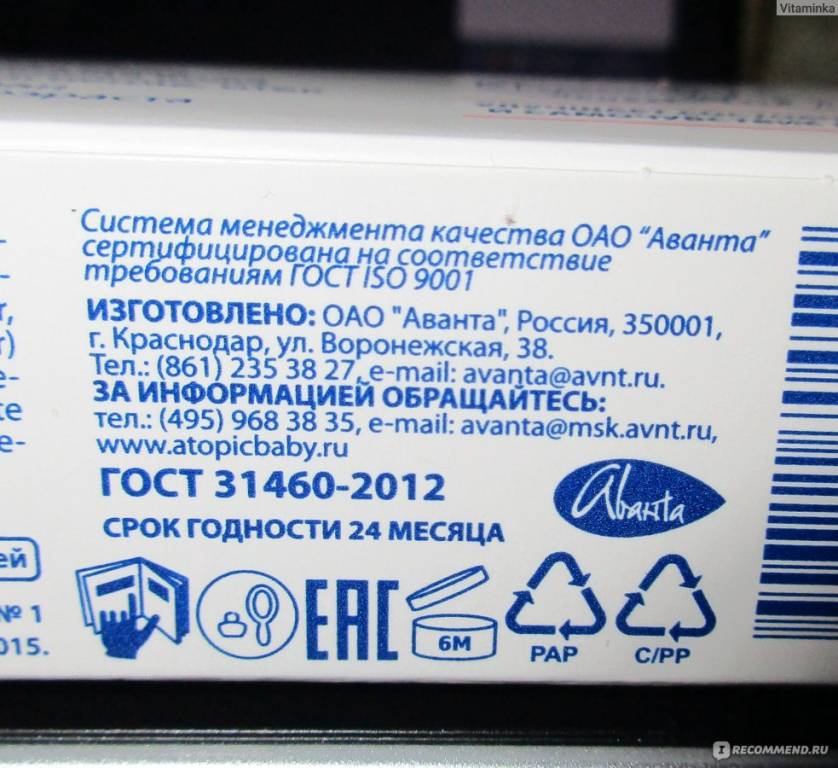 Vitaminka
Система менеджмента качества ОАО "Аванта"
сертифицирована на соответствие
требованиям ГОСТ ISO 9001
ИЗГОТОВЛЕНО: ОАО "Аванта", Россия, 350001,
г. Краснодар, ул. Воронежская, 38.
Тел.: (861) 235 38 27, e-mail: avanta@avnt.ru.
ЗА ИНФОРМАЦИЕЙ ОБРАЩАЙТЕСЬ:
тел.: (495) 968 38 35, e-mail: avanta@msk.avnt.ru,
www.atopicbaby.ru
ГОСТ 31460-2012
Аванта
СРОК ГОДНОСТИ 24 МЕСЯЦА
ЕАС
6М
PAP
C/PP
№ 1
015.
IRECOMMEND.RU